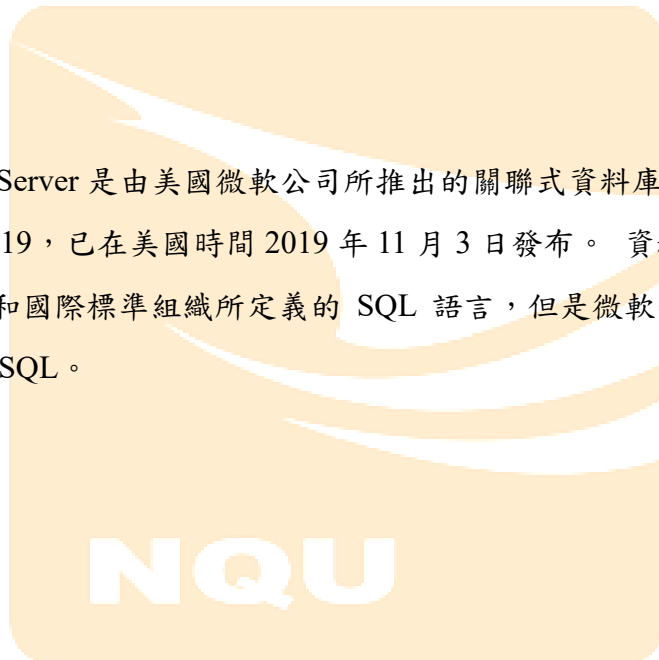 Server 是由美國微軟公司所推出的關聯式資料庫
19，已在美國時間 2019 年 11 月 3 日發布。 資
和國際標準組織所定義的 SQL 語言，但是微軟
SQL。
NQU